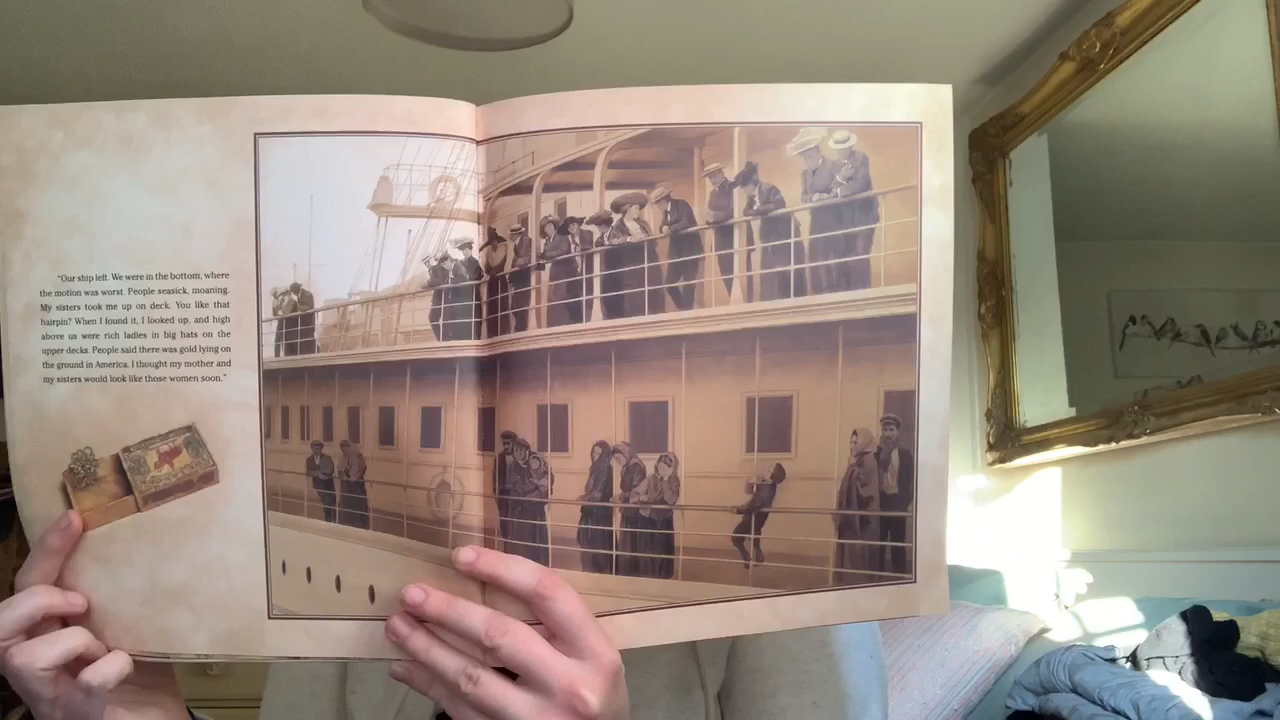 “Our ship left. We were in the bottom, where
the motion was worst. People seasick, moaning.
My sisters took me up on deck. You like that
hairpin? When I found it, I looked up, and high
above us were rich ladies in big hats on the
upper decks. People said there was gold lying on
the ground in America. I thought my mother and
my sisters would look like those women soon.”